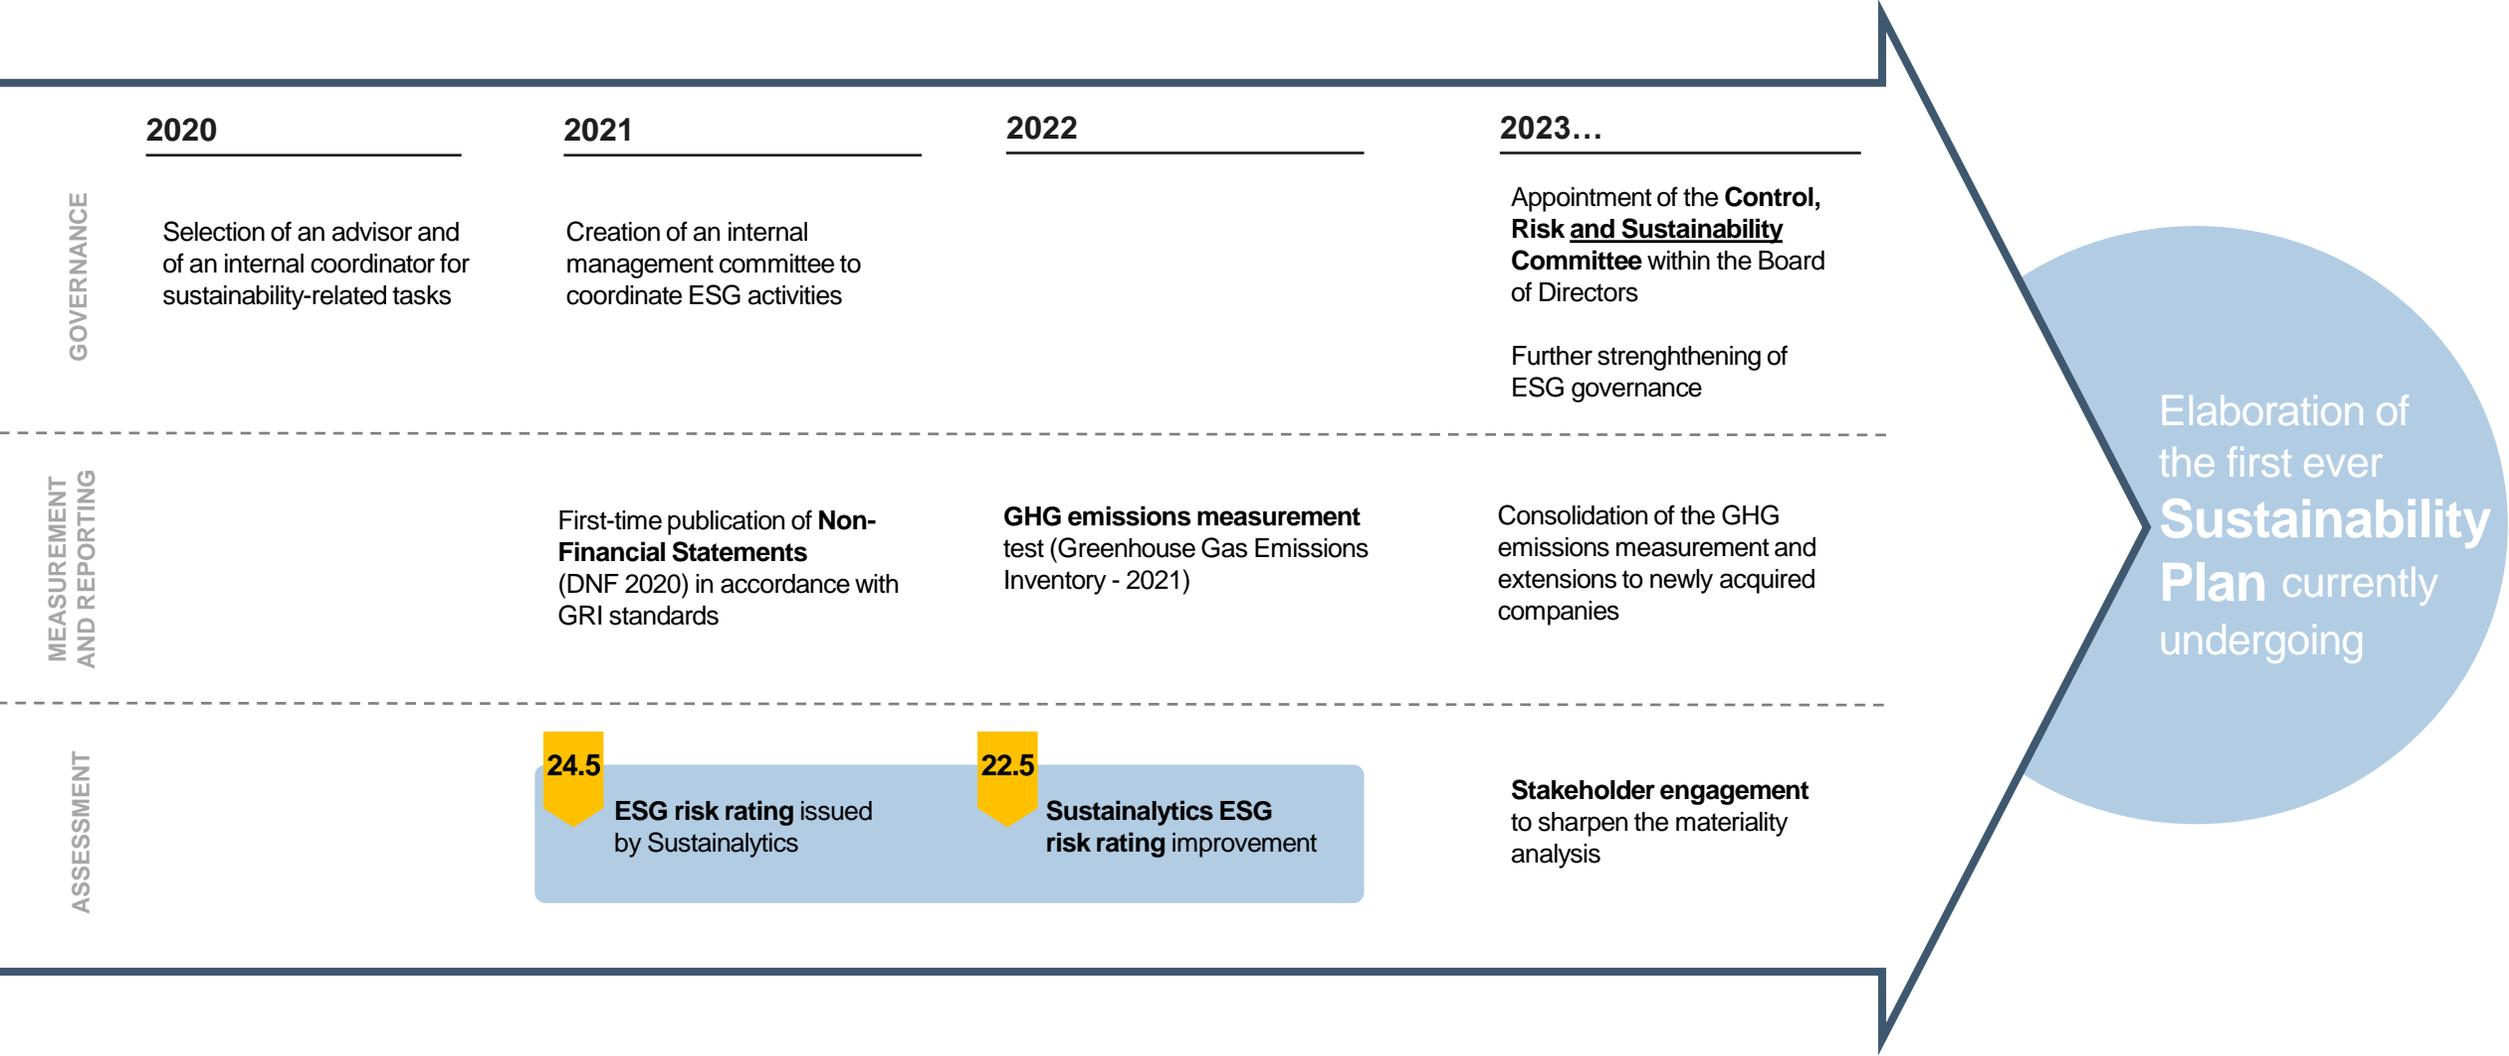 2020
2021
2022
2023…
GOVERNANCE
Selection of an advisor and
of an internal coordinator for
sustainability-related tasks
Creation of an internal
management committee to
coordinate ESG activities
Appointment of the Control,
Risk and Sustainability
Committee within the Board
of Directors
Further strenghthening of
ESG governance
MEASUREMENT
AND REPORTING
First-time publication of Non-
Financial Statements
(DNF 2020) in accordance with
GRI standards
GHG emissions measurement
test (Greenhouse Gas Emissions
Inventory - 2021)
Consolidation of the GHG
emissions measurement and
extensions to newly acquired
companies
ASSESSMENT
24.5
ESG risk rating issued
by Sustainalytics
22.5
Sustainalytics ESG
risk rating improvement
Stakeholder engagement
to sharpen the materiality
analysis
Elaboration of
the first ever
Sustainability
Plan currently
undergoing